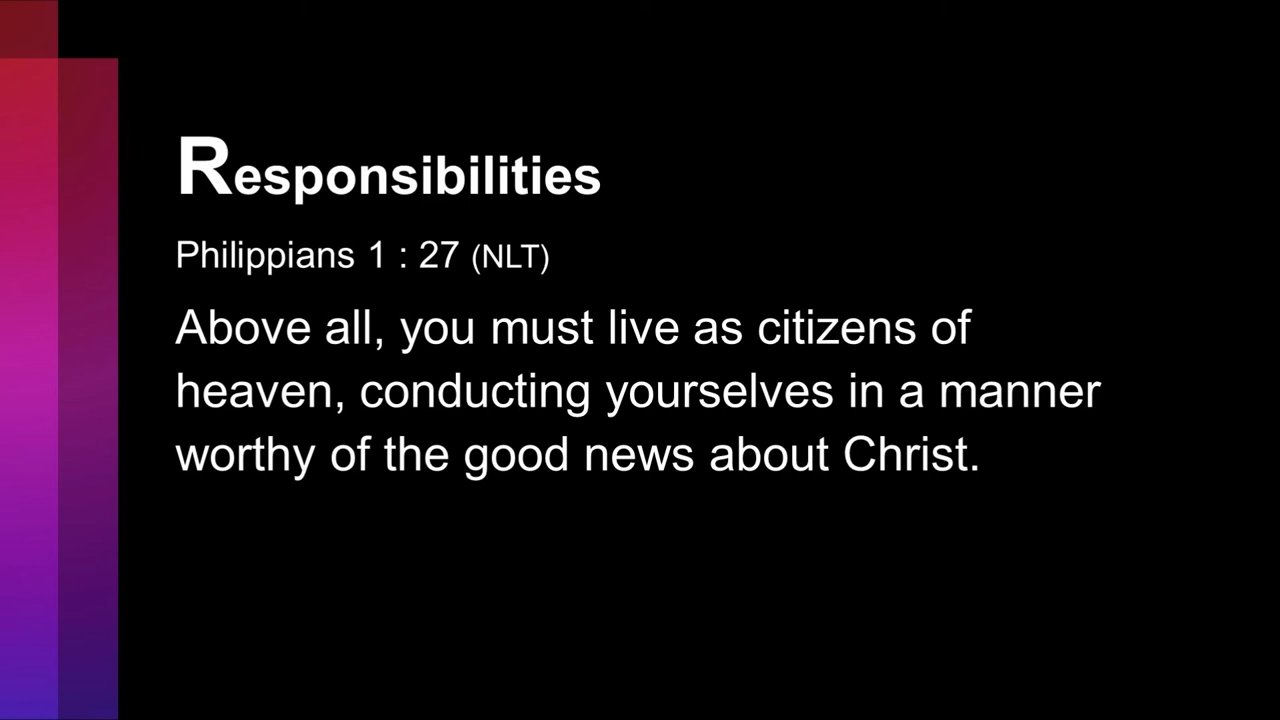 Responsibilities
Philippians 1 : 27 (NLT)
Above all, you must live as citizens of
heaven, conducting yourselves in a manner
worthy of the good news about Christ.